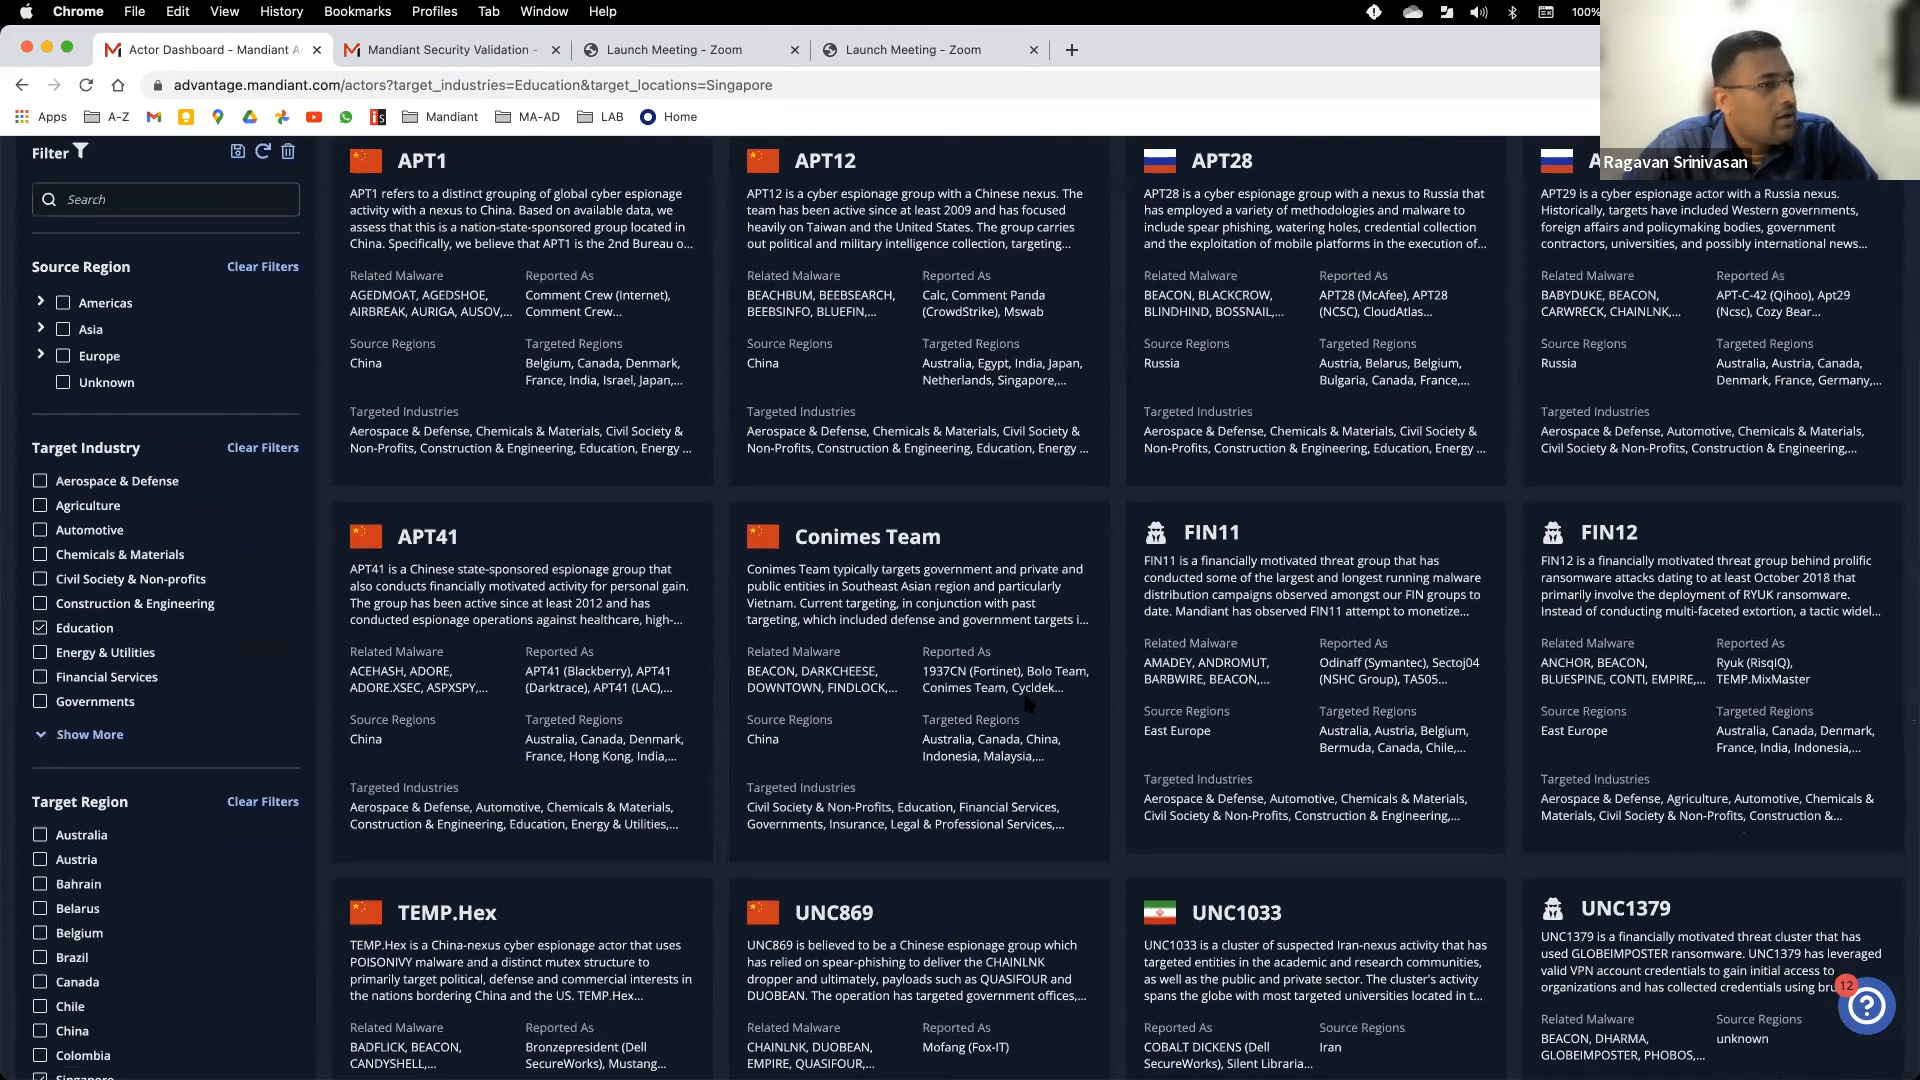 Chrome File Edit View History Bookmarks Profiles Tab Window Help
100%
Actor Dashboard - Mandiant A
Mandiant Security Validation -
Launch Meeting - Zoom
Launch Meeting - Zoom
advantage.mandiant.com/actors?target_industries=Education&target_locations=Singapore
Apps A-Z Mandiant MA-AD LAB Home
Ragavan Srinivasan
Filter
Search
Source Region Clear Filters
Americas
Asia
Europe
Unknown
Target Industry Clear Filters
Aerospace & Defense
Agriculture
Automotive
Chemicals & Materials
Civil Society & Non-profits
Construction & Engineering
Education
Energy & Utilities
Financial Services
Governments
Show More
Target Region Clear Filters
Australia
Austria
Bahrain
Belarus
Belgium
Brazil
Canada
Chile
China
Colombia
Singapore
APT1
APT1 refers to a distinct grouping of global cyber espionage
activity with a nexus to China. Based on available data, we
assess that this is a nation-state-sponsored group located in
China. Specifically, we believe that APT1 is the 2nd Bureau o...
Related Malware
AGEDMOAT, AGEDSHOE,
AIRBREAK, AURIGA, AUSOV,...
Reported As
Comment Crew (Internet),
Comment Crew...
Source Regions
China
Targeted Regions
Belgium, Canada, Denmark,
France, India, Israel, Japan,...
Targeted Industries
Aerospace & Defense, Chemicals & Materials, Civil Society &
Non-Profits, Construction & Engineering, Education, Energy ...
APT12
APT12 is a cyber espionage group with a Chinese nexus. The
team has been active since at least 2009 and has focused
heavily on Taiwan and the United States. The group carries
out political and military intelligence collection, targeting...
Related Malware
BEACHBUM, BEEBSEARCH,
BEEBSINFO, BLUEFIN,...
Reported As
Calc, Comment Panda
(CrowdStrike), Mswab
Source Regions
China
Targeted Regions
Australia, Egypt, India, Japan,
Netherlands, Singapore,...
Targeted Industries
Aerospace & Defense, Chemicals & Materials, Civil Society &
Non-Profits, Construction & Engineering, Education, Energy ...
APT28
APT28 is a cyber espionage group with a nexus to Russia that
has employed a variety of methodologies and malware to
include spear phishing, watering holes, credential collection
and the exploitation of mobile platforms in the execution of...
Related Malware
BEACON, BLACKCROW,
BLINDHIND, BOSSNAIL,...
Reported As
APT28 (McAfee), APT28
(NCSC), CloudAtlas...
Source Regions
Russia
Targeted Regions
Austria, Belarus, Belgium,
Bulgaria, Canada, France,...
Targeted Industries
Aerospace & Defense, Chemicals & Materials, Civil Society &
Non-Profits, Construction & Engineering, Education, Energy ...
APT29 is a cyber espionage actor with a Russia nexus.
Historically, targets have included Western governments,
foreign affairs and policymaking bodies, government
contractors, universities, and possibly international news...
Related Malware
BABYDUKE, BEACON,
CARWRECK, CHAINLNK,...
Reported As
APT-C-42 (Qihoo), Apt29
(Ncsc), Cozy Bear...
Source Regions
Russia
Targeted Regions
Australia, Austria, Canada,
Denmark, France, Germany,...
Targeted Industries
Aerospace & Defense, Automotive, Chemicals & Materials,
Civil Society & Non-Profits, Construction & Engineering,...
APT41
APT41 is a Chinese state-sponsored espionage group that
also conducts financially motivated activity for personal gain.
The group has been active since at least 2012 and has
conducted espionage operations against healthcare, high-...
Related Malware
ACEHASH, ADORE,
ADORE.XSEC, ASPXSPY,...
Reported As
APT41 (Blackberry), APT41
(Darktrace), APT41 (LAC),...
Source Regions
China
Targeted Regions
Australia, Canada, Denmark,
France, Hong Kong, India,...
Targeted Industries
Aerospace & Defense, Automotive, Chemicals & Materials,
Construction & Engineering, Education, Energy & Utilities,...
Conimes Team
Conimes Team typically targets government and private and
public entities in Southeast Asian region and particularly
Vietnam. Current targeting, in conjunction with past
targeting, which included defense and government targets i...
Related Malware
BEACON, DARKCHEESE,
DOWNTOWN, FINDLOCK,...
Reported As
1937CN (Fortinet), Bolo Team,
Conimes Team, Cycldek...
Source Regions
China
Targeted Regions
Australia, Canada, China,
Indonesia, Malaysia,...
Targeted Industries
Civil Society & Non-Profits, Education, Financial Services,
Governments, Insurance, Legal & Professional Services,...
FIN11
FIN11 is a financially motivated threat group that has
conducted some of the largest and longest running malware
distribution campaigns observed amongst our FIN groups to
date. Mandiant has observed FIN11 attempt to monetize...
Related Malware
AMADEY, ANDROMUT,
BARBWIRE, BEACON,...
Reported As
Odinaff (Symantec), Sectoj04
(NSHC Group), TA505...
Source Regions
East Europe
Targeted Regions
Australia, Austria, Belgium,
Bermuda, Canada, Chile,...
Targeted Industries
Aerospace & Defense, Automotive, Chemicals & Materials,
Civil Society & Non-Profits, Construction & Engineering,...
FIN12
FIN12 is a financially motivated threat group behind prolific
ransomware attacks dating to at least October 2018 that
primarily involve the deployment of RYUK ransomware.
Instead of conducting multi-faceted extortion, a tactic widel...
Related Malware
ANCHOR, BEACON,
BLUESPINE, CONTI, EMPIRE,...
Reported As
Ryuk (RisqIQ),
TEMP.MixMaster
Source Regions
East Europe
Targeted Regions
Australia, Canada, Denmark,
France, India, Indonesia,...
Targeted Industries
Aerospace & Defense, Agriculture, Automotive, Chemicals &
Materials, Civil Society & Non-Profits, Construction &...
TEMP.Hex
TEMP.Hex is a China-nexus cyber espionage actor that uses
POISONIVY malware and a distinct mutex structure to
primarily target political, defense and commercial interests in
the nations bordering China and the US. TEMP.Hex...
Related Malware
BADFLICK, BEACON,
CANDYSHELL,...
Reported As
Bronzepresident (Dell
SecureWorks), Mustang...
UNC869
UNC869 is believed to be a Chinese espionage group which
has relied on spear-phishing to deliver the CHAINLNK
dropper and ultimately, payloads such as QUASIFOUR and
DUOBEAN. The operation has targeted government offices,...
Related Malware
CHAINLNK, DUOBEAN,
EMPIRE, QUASIFOUR,...
Reported As
Mofang (Fox-IT)
UNC1033
UNC1033 is a cluster of suspected Iran-nexus activity that has
targeted entities in the academic and research communities,
as well as the public and private sector. The cluster's activity
spans the globe with most targeted universities located in t...
Reported As
COBALT DICKENS (Dell
SecureWorks), Silent Libraria...
Source Regions
Iran
UNC1379
UNC1379 is a financially motivated threat cluster that has
used GLOBEIMPOSTER ransomware. UNC1379 has leveraged
valid VPN account credentials to gain initial access to
organizations and has collected credentials using bru
Related Malware
BEACON, DHARMA,
GLOBEIMPOSTER, PHOBOS,...
Source Regions
unknown
12